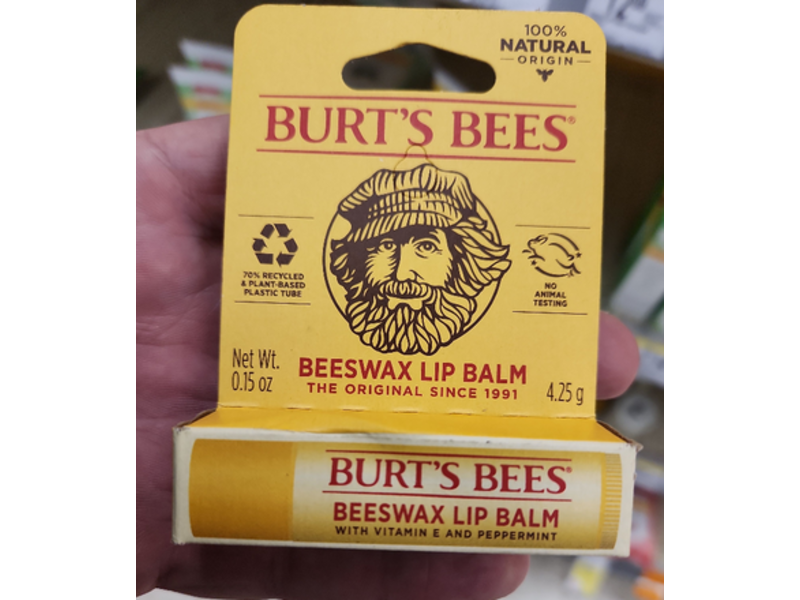 100%
NATURAL
ORIGIN
BURT'S BEES®
70% RECYCLED
& PLANT-BASED
PLASTIC TUBE
NO
ANIMAL
TESTING
Net Wt.
0.15 oz
BEESWAX LIP BALM
THE ORIGINAL SINCE 1991
4.25 g
BURT'S BEES®
BEESWAX LIP BALM
WITH VITAMIN E AND PEPPERMINT